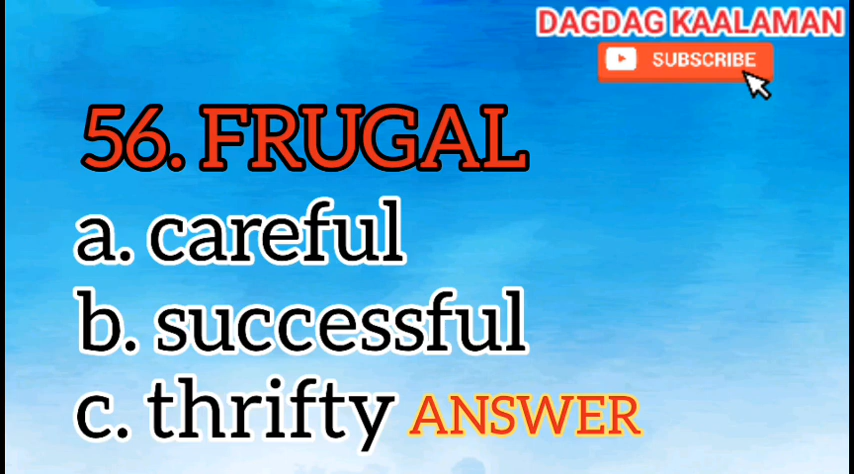 DAGDAG KAALAMAN
SUBSCRIBE
56. FRUGAL
a. careful
b. successful
c. thrifty ANSWER